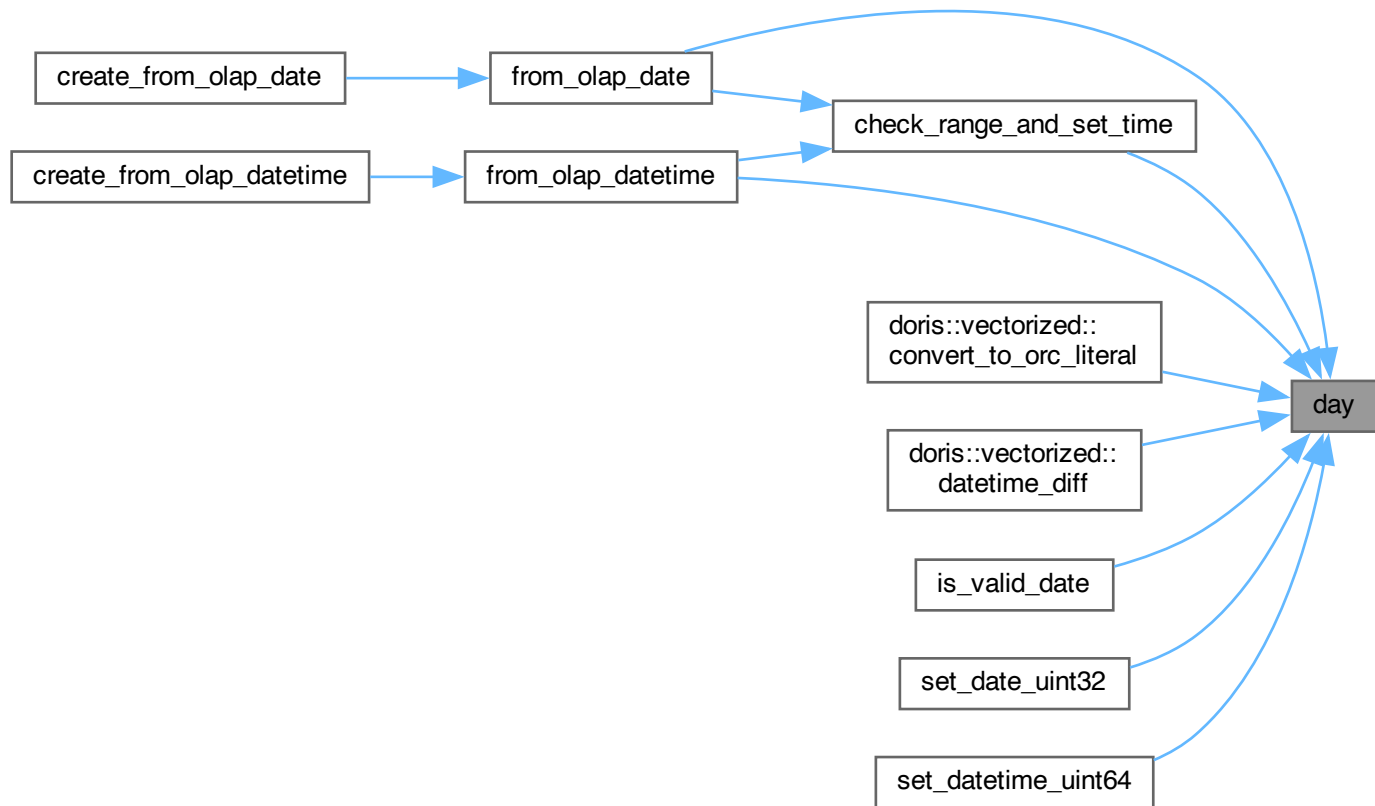 create_from_olap_date
from_olap_date
check_range_and_set_time
create_from_olap_datetime
from_olap_datetime
doris::vectorized::
convert_to_orc_literal
day
doris::vectorized::
datetime_diff
is_valid_date
set_date_uint32
set_datetime_uint64